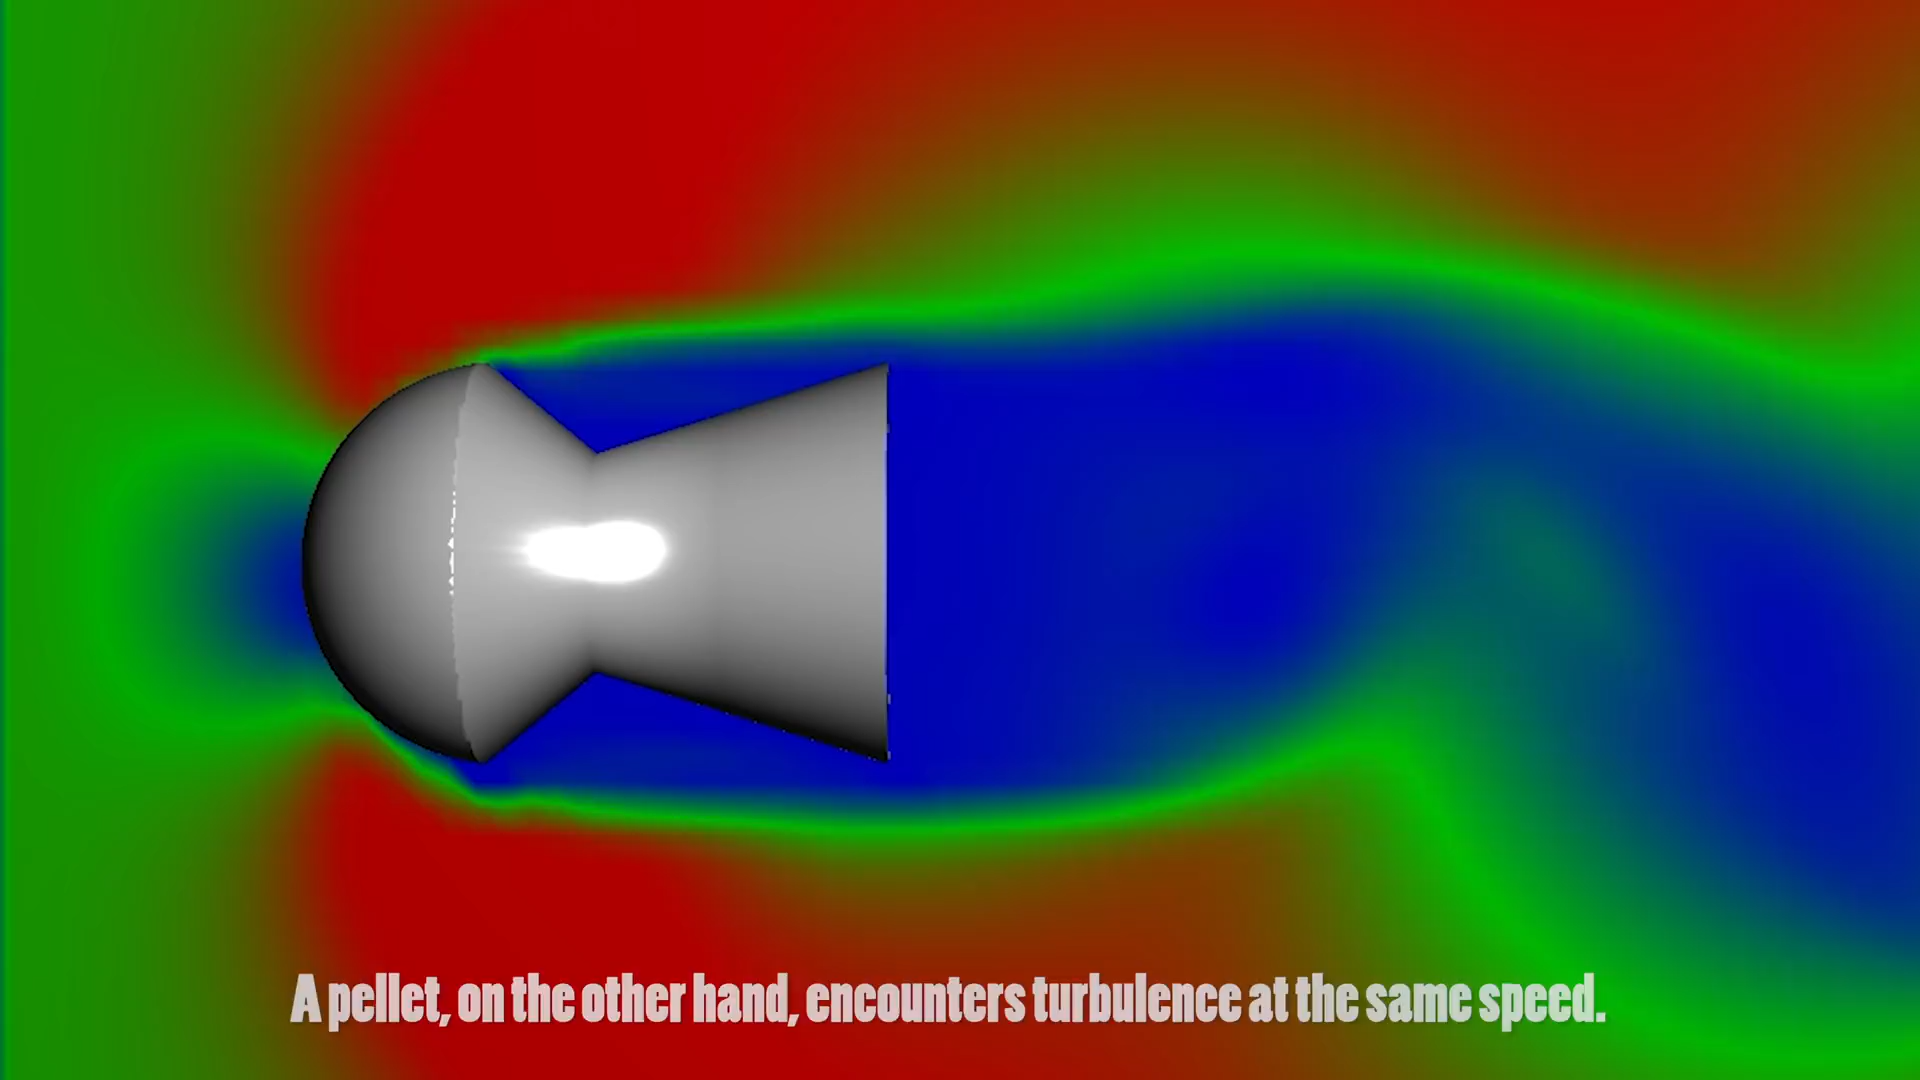 A pellet, on the other hand, encounters turbulence at the same speed.